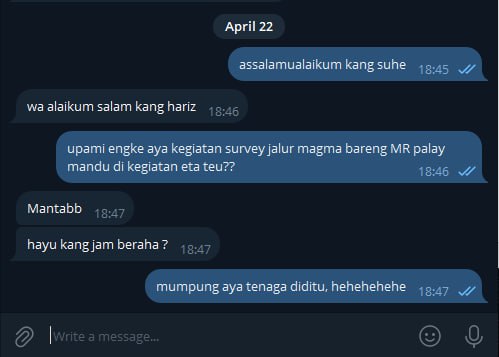 April 22
assalamualaikum kang suhe 18:45
wa alaikum salam kang hariz 18:46
upami engke aya kegiatan survey jalur magma bareng MR palay
mandu di kegiatan eta teu?? 18:46
Mantabb 18:47
hayu kang jam beraha ? 18:47
mumpung aya tenaga diditu, hehehehehe 18:47
Write a message...